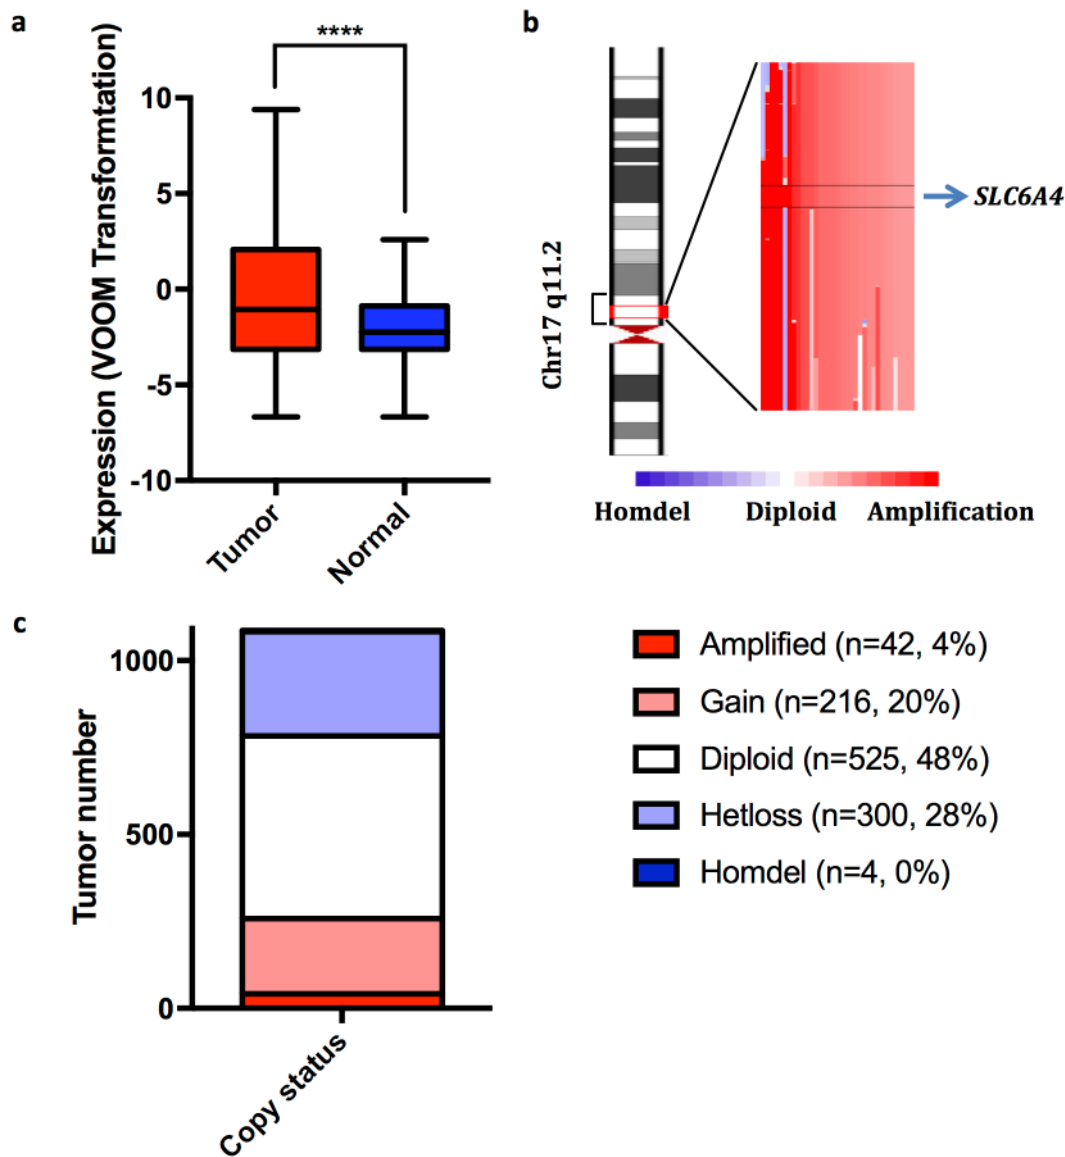 a
****
Expression (VOOM Transformtation)
10
5
0
-5
-10
Tumor
Normal
b
Chr17 q11.2
SLC6A4
Homdel
Diploid
Amplification
c
Tumor number
1000
500
0
Copy status
Amplified (n=42, 4%)
Gain (n=216, 20%)
Diploid (n=525, 48%)
Hetloss (n=300, 28%)
Homdel (n=4, 0%)